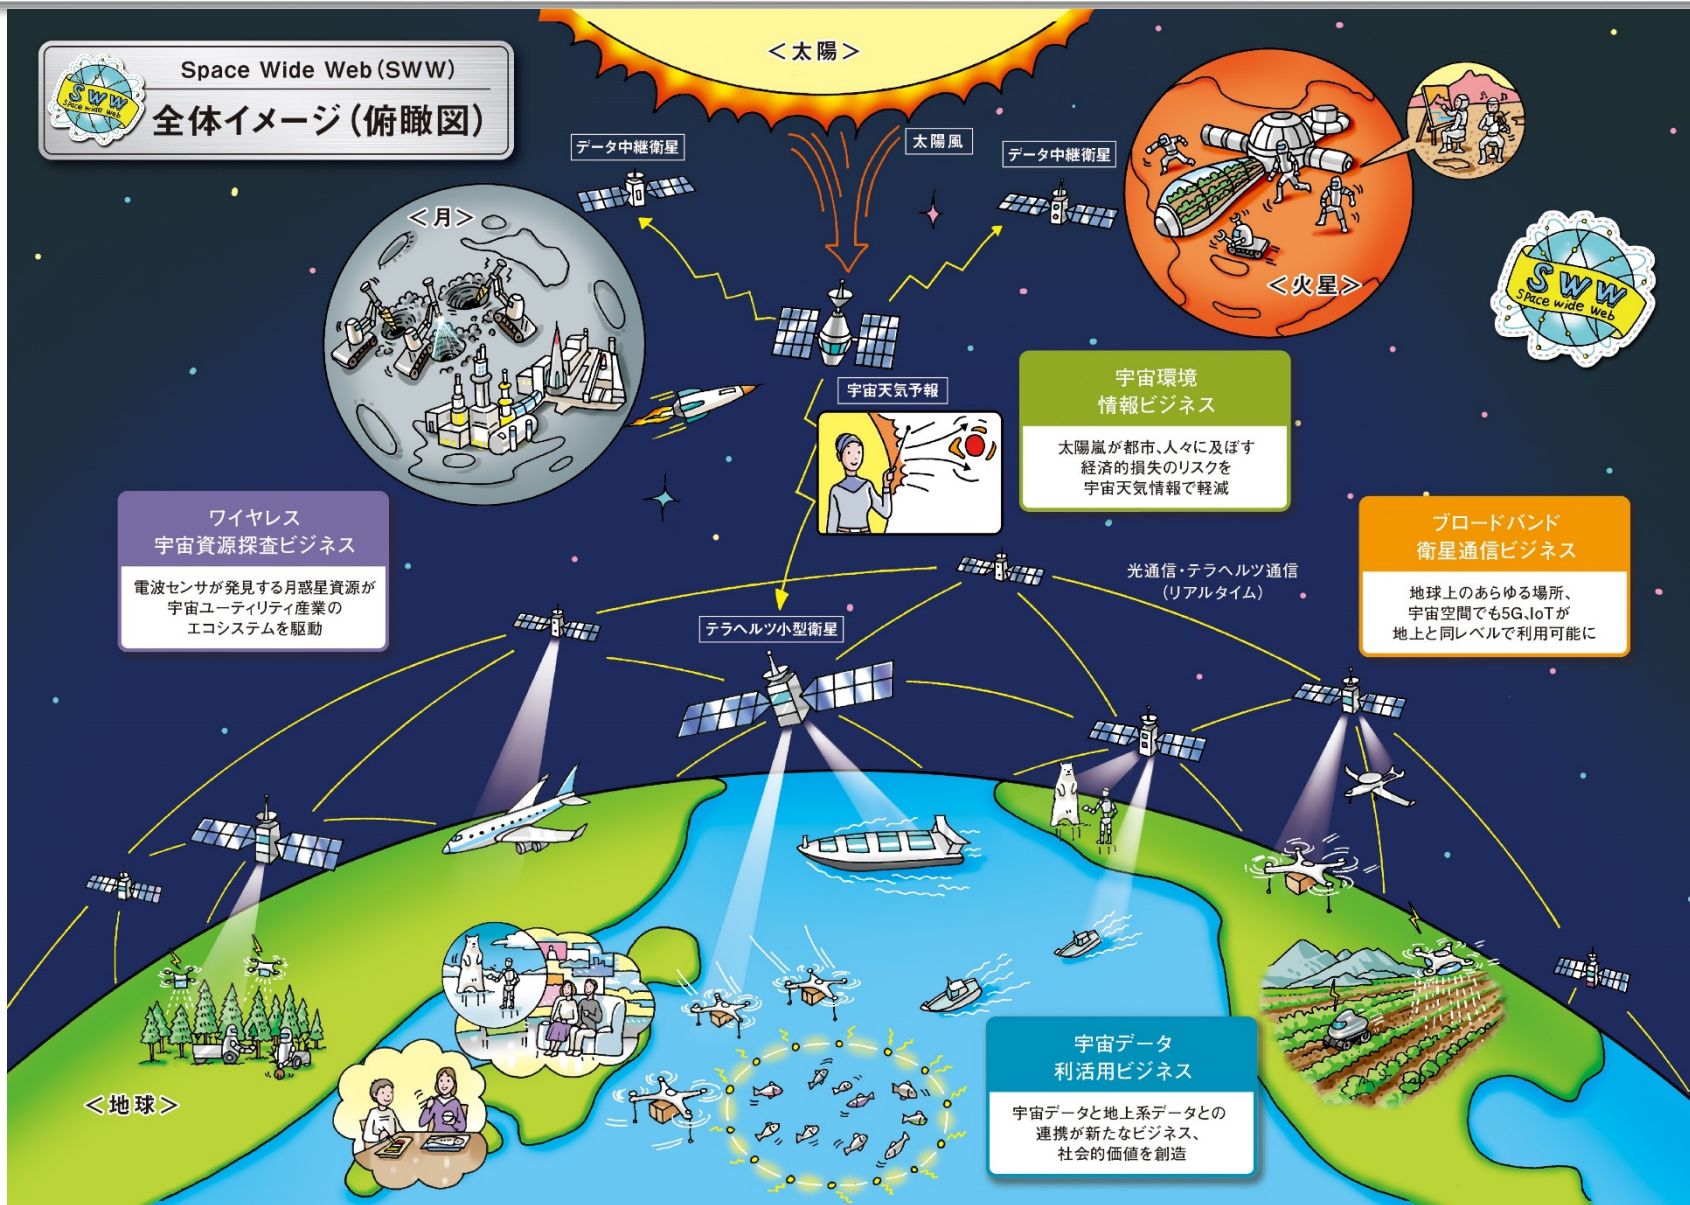 Space Wide Web(SWW)
全体イメージ(俯瞰図)
SWW
Space wide web
<太陽>
太陽風
データ中継衛星
データ中継衛星
<月>
<火星>
SWW
Space wide web
宇宙天気予報
宇宙環境
情報ビジネス
太陽嵐が都市、人々に及ぼす
経済的損失のリスクを
宇宙天気情報で軽減
ワイヤレス
宇宙資源探査ビジネス
電波センサが発見する月惑星資源が
宇宙ユーティリティ産業の
エコシステムを駆動
ブロードバンド
衛星通信ビジネス
地球上のあらゆる場所、
宇宙空間でも5G、IoTが
地上と同レベルで利用可能に
光通信・テラヘルツ通信
(リアルタイム)
テラヘルツ小型衛星
<地球>
宇宙データ
利活用ビジネス
宇宙データと地上系データとの
連携が新たなビジネス、
社会的価値を創造